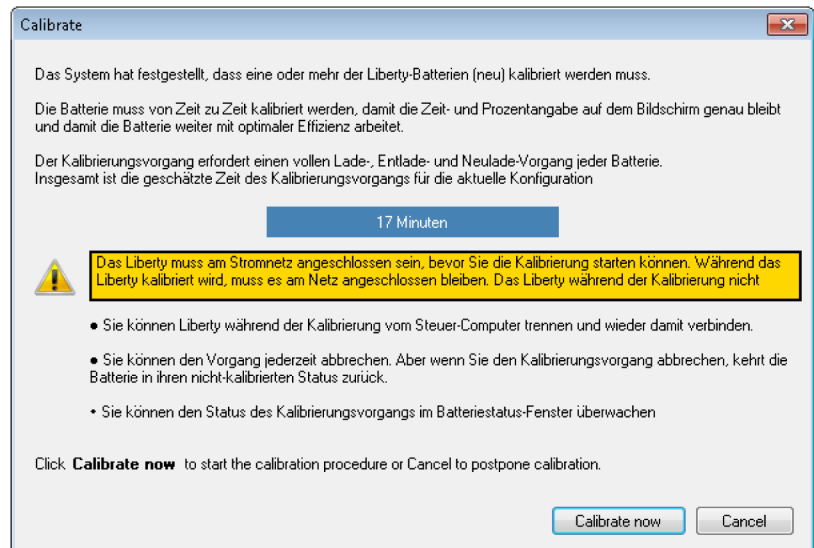 Calibrate
Das System hat festgestellt, dass eine oder mehr der Liberty-Batterien (neu) kalibriert werden muss.
Die Batterie muss von Zeit zu Zeit kalibriert werden, damit die Zeit- und Prozentangabe auf dem Bildschirm genau bleibt
und damit die Batterie weiter mit optimaler Effizienz arbeitet.
Der Kalibrierungsvorgang erfordert einen vollen Lade-, Entlade- und Neulade-Vorgang jeder Batterie.
Insgesamt ist die geschätzte Zeit des Kalibrierungsvorgangs für die aktuelle Konfiguration
17 Minuten
Das Liberty muss am Stromnetz angeschlossen sein, bevor Sie die Kalibrierung starten können. Während das
Liberty kalibriert wird, muss es am Netz angeschlossen bleiben. Das Liberty während der Kalibrierung nicht
● Sie können Liberty während der Kalibrierung vom Steuer-Computer trennen und wieder damit verbinden.
● Sie können den Vorgang jederzeit abbrechen. Aber wenn Sie den Kalibrierungsvorgang abbrechen, kehrt die
Batterie in ihren nicht-kalibrierten Status zurück.
• Sie können den Status des Kalibrierungsvorgangs im Batteriestatus-Fenster überwachen
Click Calibrate now to start the calibration procedure or Cancel to postpone calibration.
Calibrate now Cancel